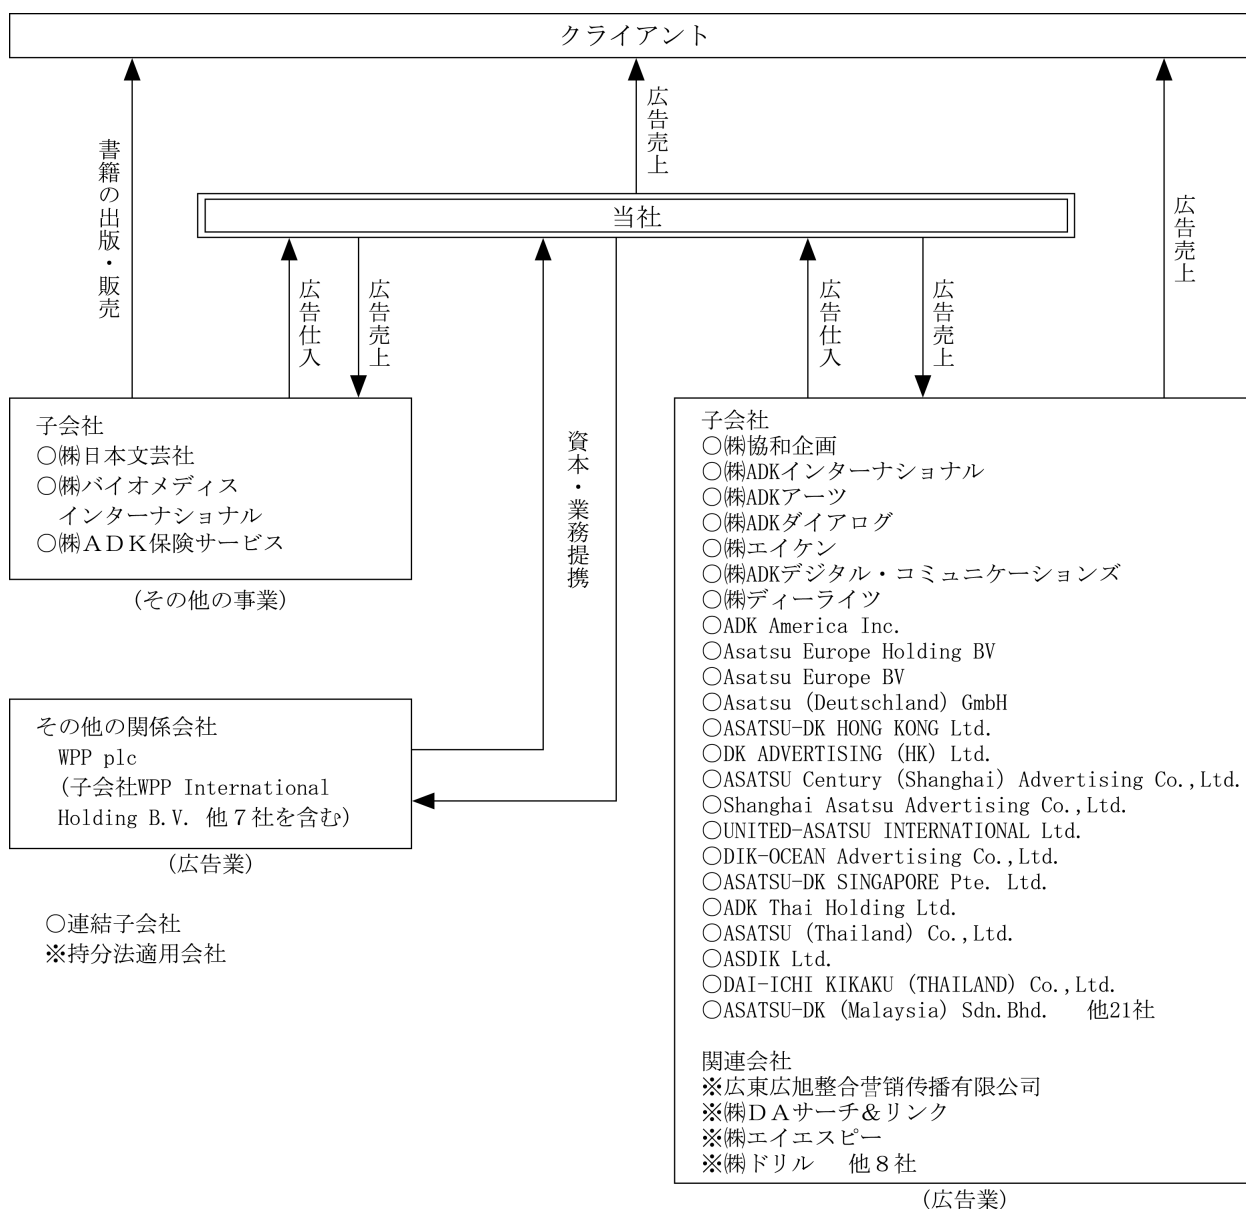 クライアント
書籍の出版・販売
広告売上
広告売上
当社
広告仕入
広告売上
広告仕入
広告売上
資本・業務提携
子会社
○㈱日本文芸社
○㈱バイオメディス
インターナショナル
○㈱ＡＤＫ保険サービス
(その他の事業)
その他の関係会社
WPP plc
(子会社WPP International
Holding B.V. 他７社を含む)
(広告業)
○連結子会社
※持分法適用会社
子会社
○㈱協和企画
○㈱ADKインターナショナル
○㈱ADKアーツ
○㈱ADKダイアログ
○㈱エイケン
○㈱ADKデジタル・コミュニケーションズ
○㈱ディーライツ
○ADK America Inc.
○Asatsu Europe Holding BV
○Asatsu Europe BV
○Asatsu (Deutschland) GmbH
○ASATSU-DK HONG KONG Ltd.
○DK ADVERTISING (HK) Ltd.
○ASATSU Century (Shanghai) Advertising Co.,Ltd.
○Shanghai Asatsu Advertising Co.,Ltd.
○UNITED-ASATSU INTERNATIONAL Ltd.
○DIK-OCEAN Advertising Co.,Ltd.
○ASATSU-DK SINGAPORE Pte. Ltd.
○ADK Thai Holding Ltd.
○ASATSU (Thailand) Co.,Ltd.
○ASDIK Ltd.
○DAI-ICHI KIKAKU (THAILAND) Co.,Ltd.
○ASATSU-DK (Malaysia) Sdn.Bhd. 他21社
関連会社
※広東広旭整合营销传播有限公司
※㈱ＤＡサーチ＆リンク
※㈱エイエスピー
※㈱ドリル 他８社
(広告業)